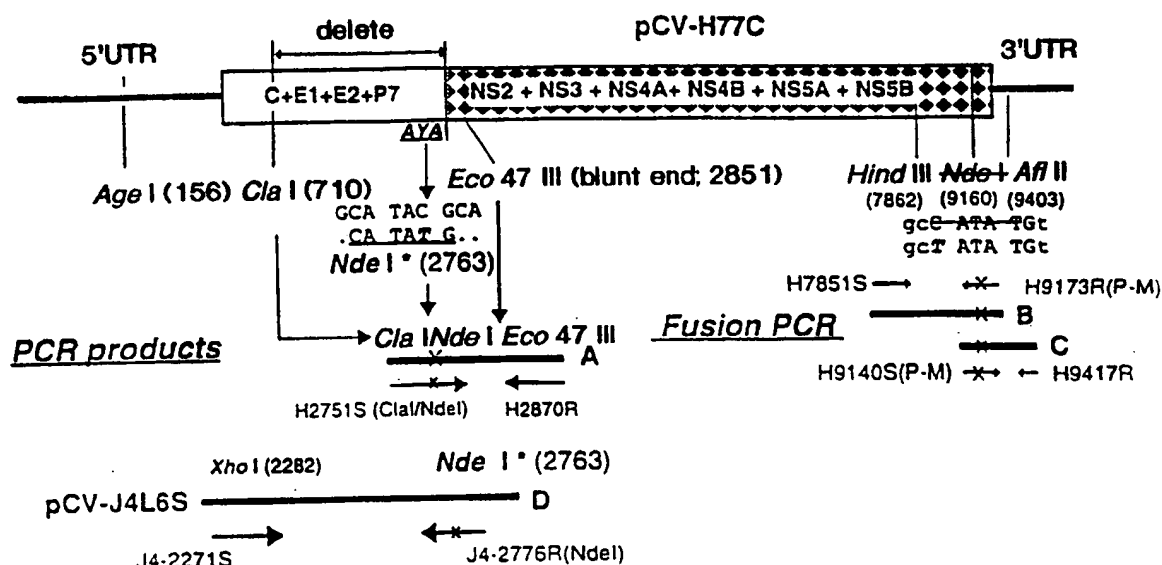 delete
pCV-H77C
5'UTR
3'UTR
C+E1+E2+P7
NS2 + NS3 + NS4A+ NS4B + NS5A + NS5B
AYA
Age I (156) Cla I (710)
Eco 47 III (blunt end; 2851)
Hind III Nde I Afl II
(7862) (9160) (9403)
GCA TAC GCA
.CA TAT G..
gcC ATA TGt
gcT ATA TGt
Nde I * (2763)
H7851S
H9173R(P-M)
Cla I Nde I Eco 47 III
Fusion PCR
B
PCR products
A
C
H9140S(P-M)
H9417R
H2751S (ClaI/NdeI)
H2870R
Xho I (2282)
Nde I * (2763)
pCV-J4L6S
D
J4-2271S
J4-2776R(NdeI)